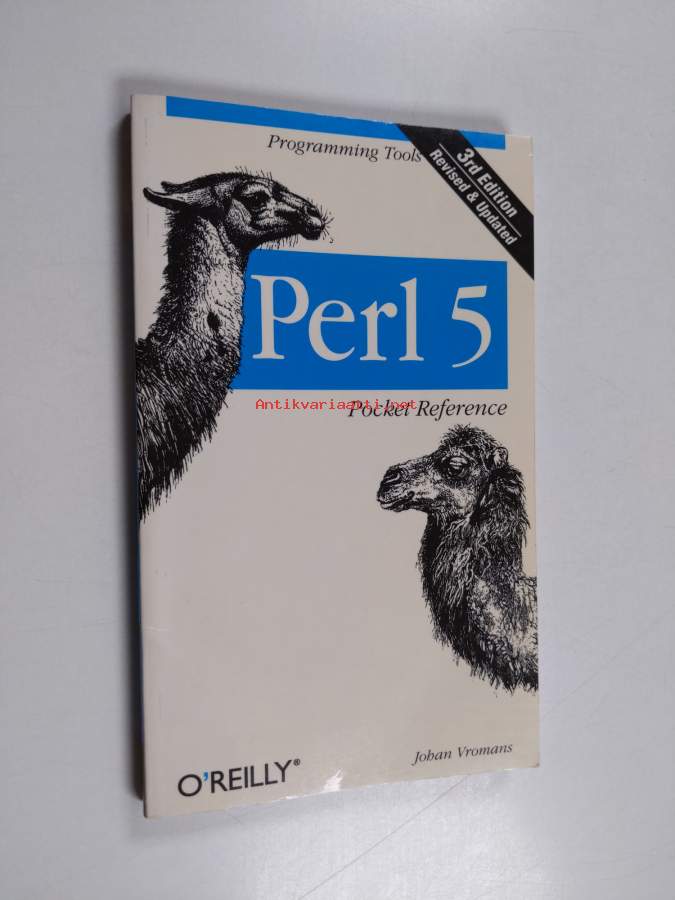 Programming Tools
3rd Edition
Revised & Updated
Perl 5
Antikvariaatti.net
Pocket Reference
Johan Vromans
O'REILLY®